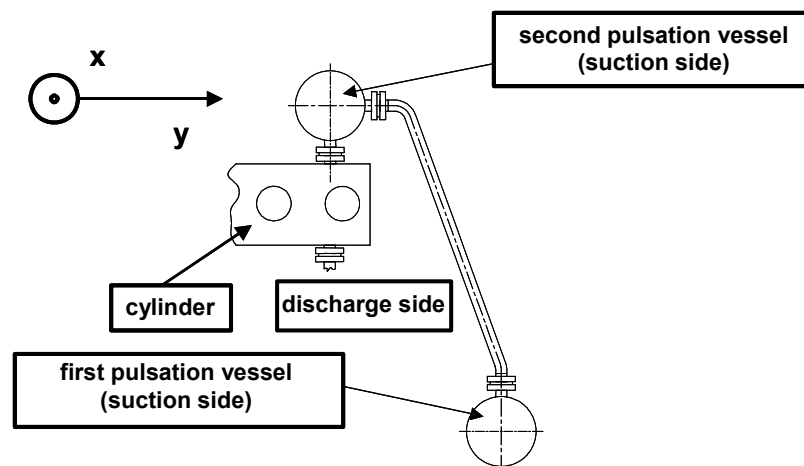 x
y
second pulsation vessel
(suction side)
cylinder
discharge side
first pulsation vessel
(suction side)